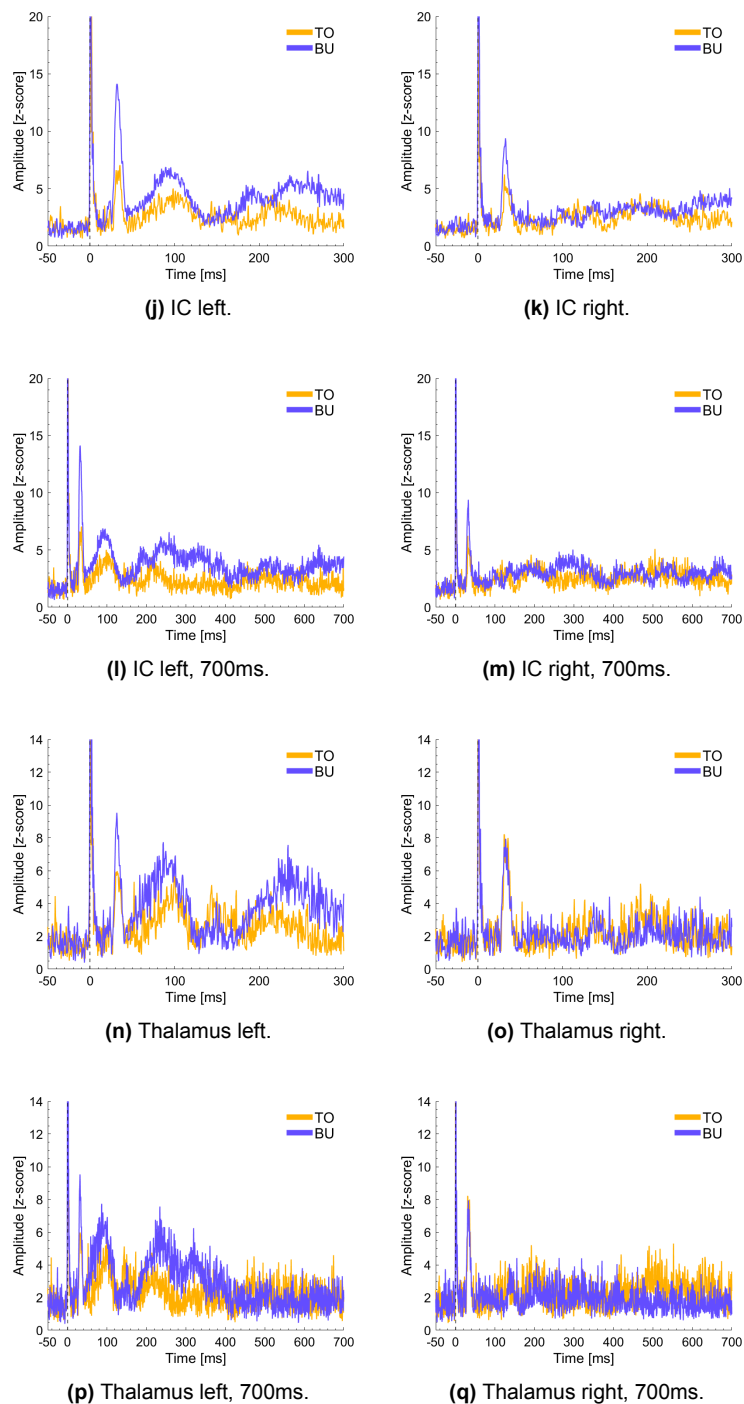 20
15
10
5
0
Amplitude [z-score]
TO
BU
-50 0 100 200 300
Time [ms]
(j) IC left.
20
15
10
5
0
Amplitude [z-score]
TO
BU
-50 0 100 200 300
Time [ms]
(k) IC right.
20
15
10
5
0
Amplitude [z-score]
TO
BU
-50 0 100 200 300 400 500 600 700
Time [ms]
(l) IC left, 700ms.
20
15
10
5
0
Amplitude [z-score]
TO
BU
-50 0 100 200 300 400 500 600 700
Time [ms]
(m) IC right, 700ms.
14
12
10
8
6
4
2
0
Amplitude [z-score]
TO
BU
-50 0 100 200 300
Time [ms]
(n) Thalamus left.
14
12
10
8
6
4
2
0
Amplitude [z-score]
TO
BU
-50 0 100 200 300
Time [ms]
(o) Thalamus right.
14
12
10
8
6
4
2
0
Amplitude [z-score]
TO
BU
-50 0 100 200 300 400 500 600 700
Time [ms]
(p) Thalamus left, 700ms.
14
12
10
8
6
4
2
0
Amplitude [z-score]
TO
BU
-50 0 100 200 300 400 500 600 700
Time [ms]
(q) Thalamus right, 700ms.